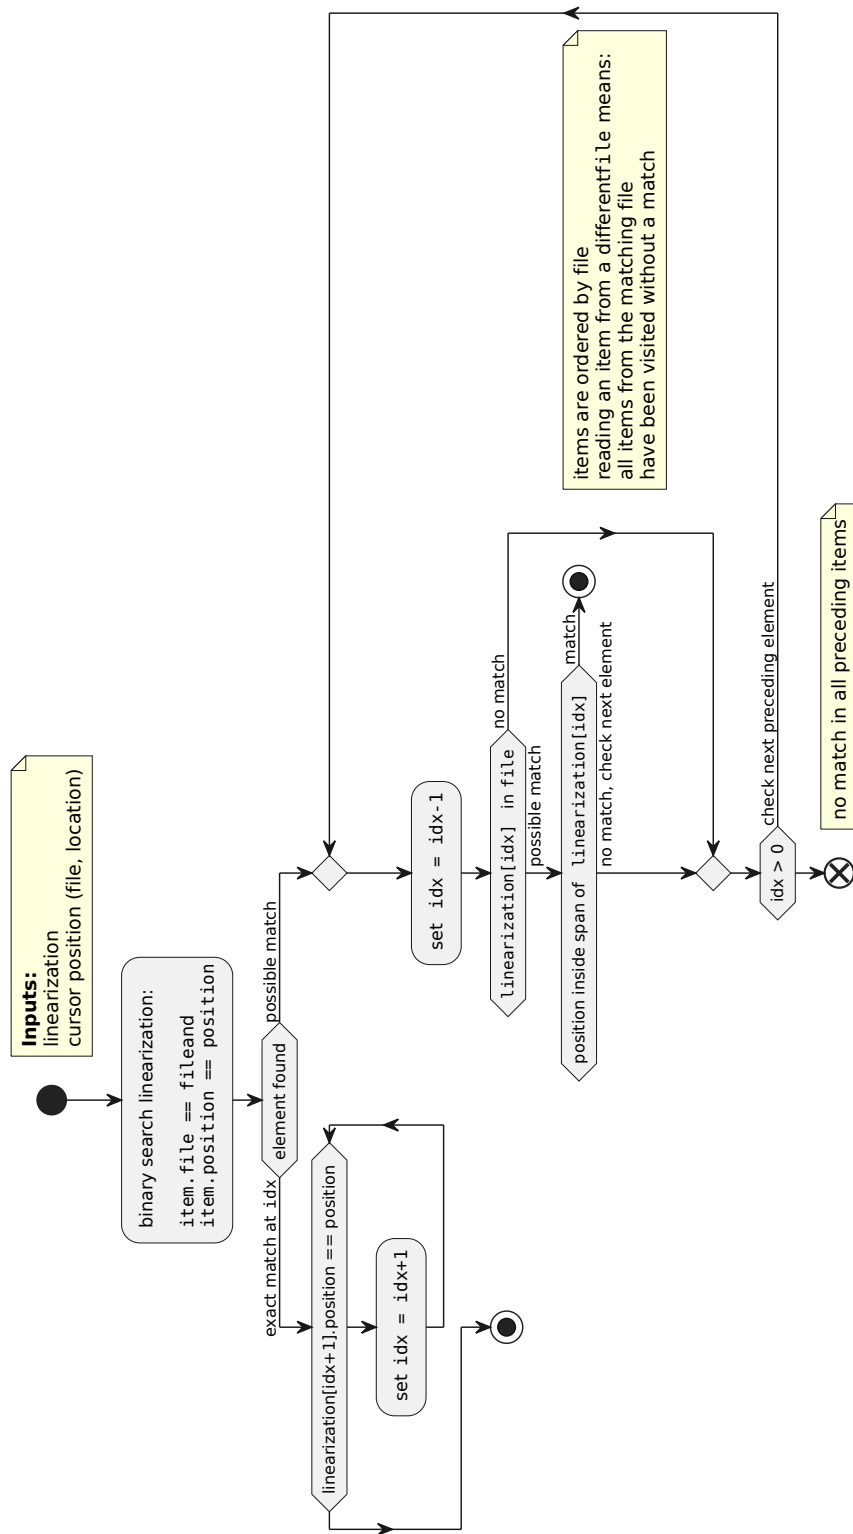 Inputs:
linearization
cursor position (file, location)
binary search linearization:
item.file == fileand
item.position == position
element found
exact match at idx
possible match
linearization[idx+1].position == position
set idx = idx+1
set idx = idx-1
linearization[idx] in file
no match
possible match
position inside span of linearization[idx]
match
no match, check next element
items are ordered by file
reading an item from a differentfile means:
all items from the matching file
have been visited without a match
idx > 0
check next preceding element
no match in all preceding items